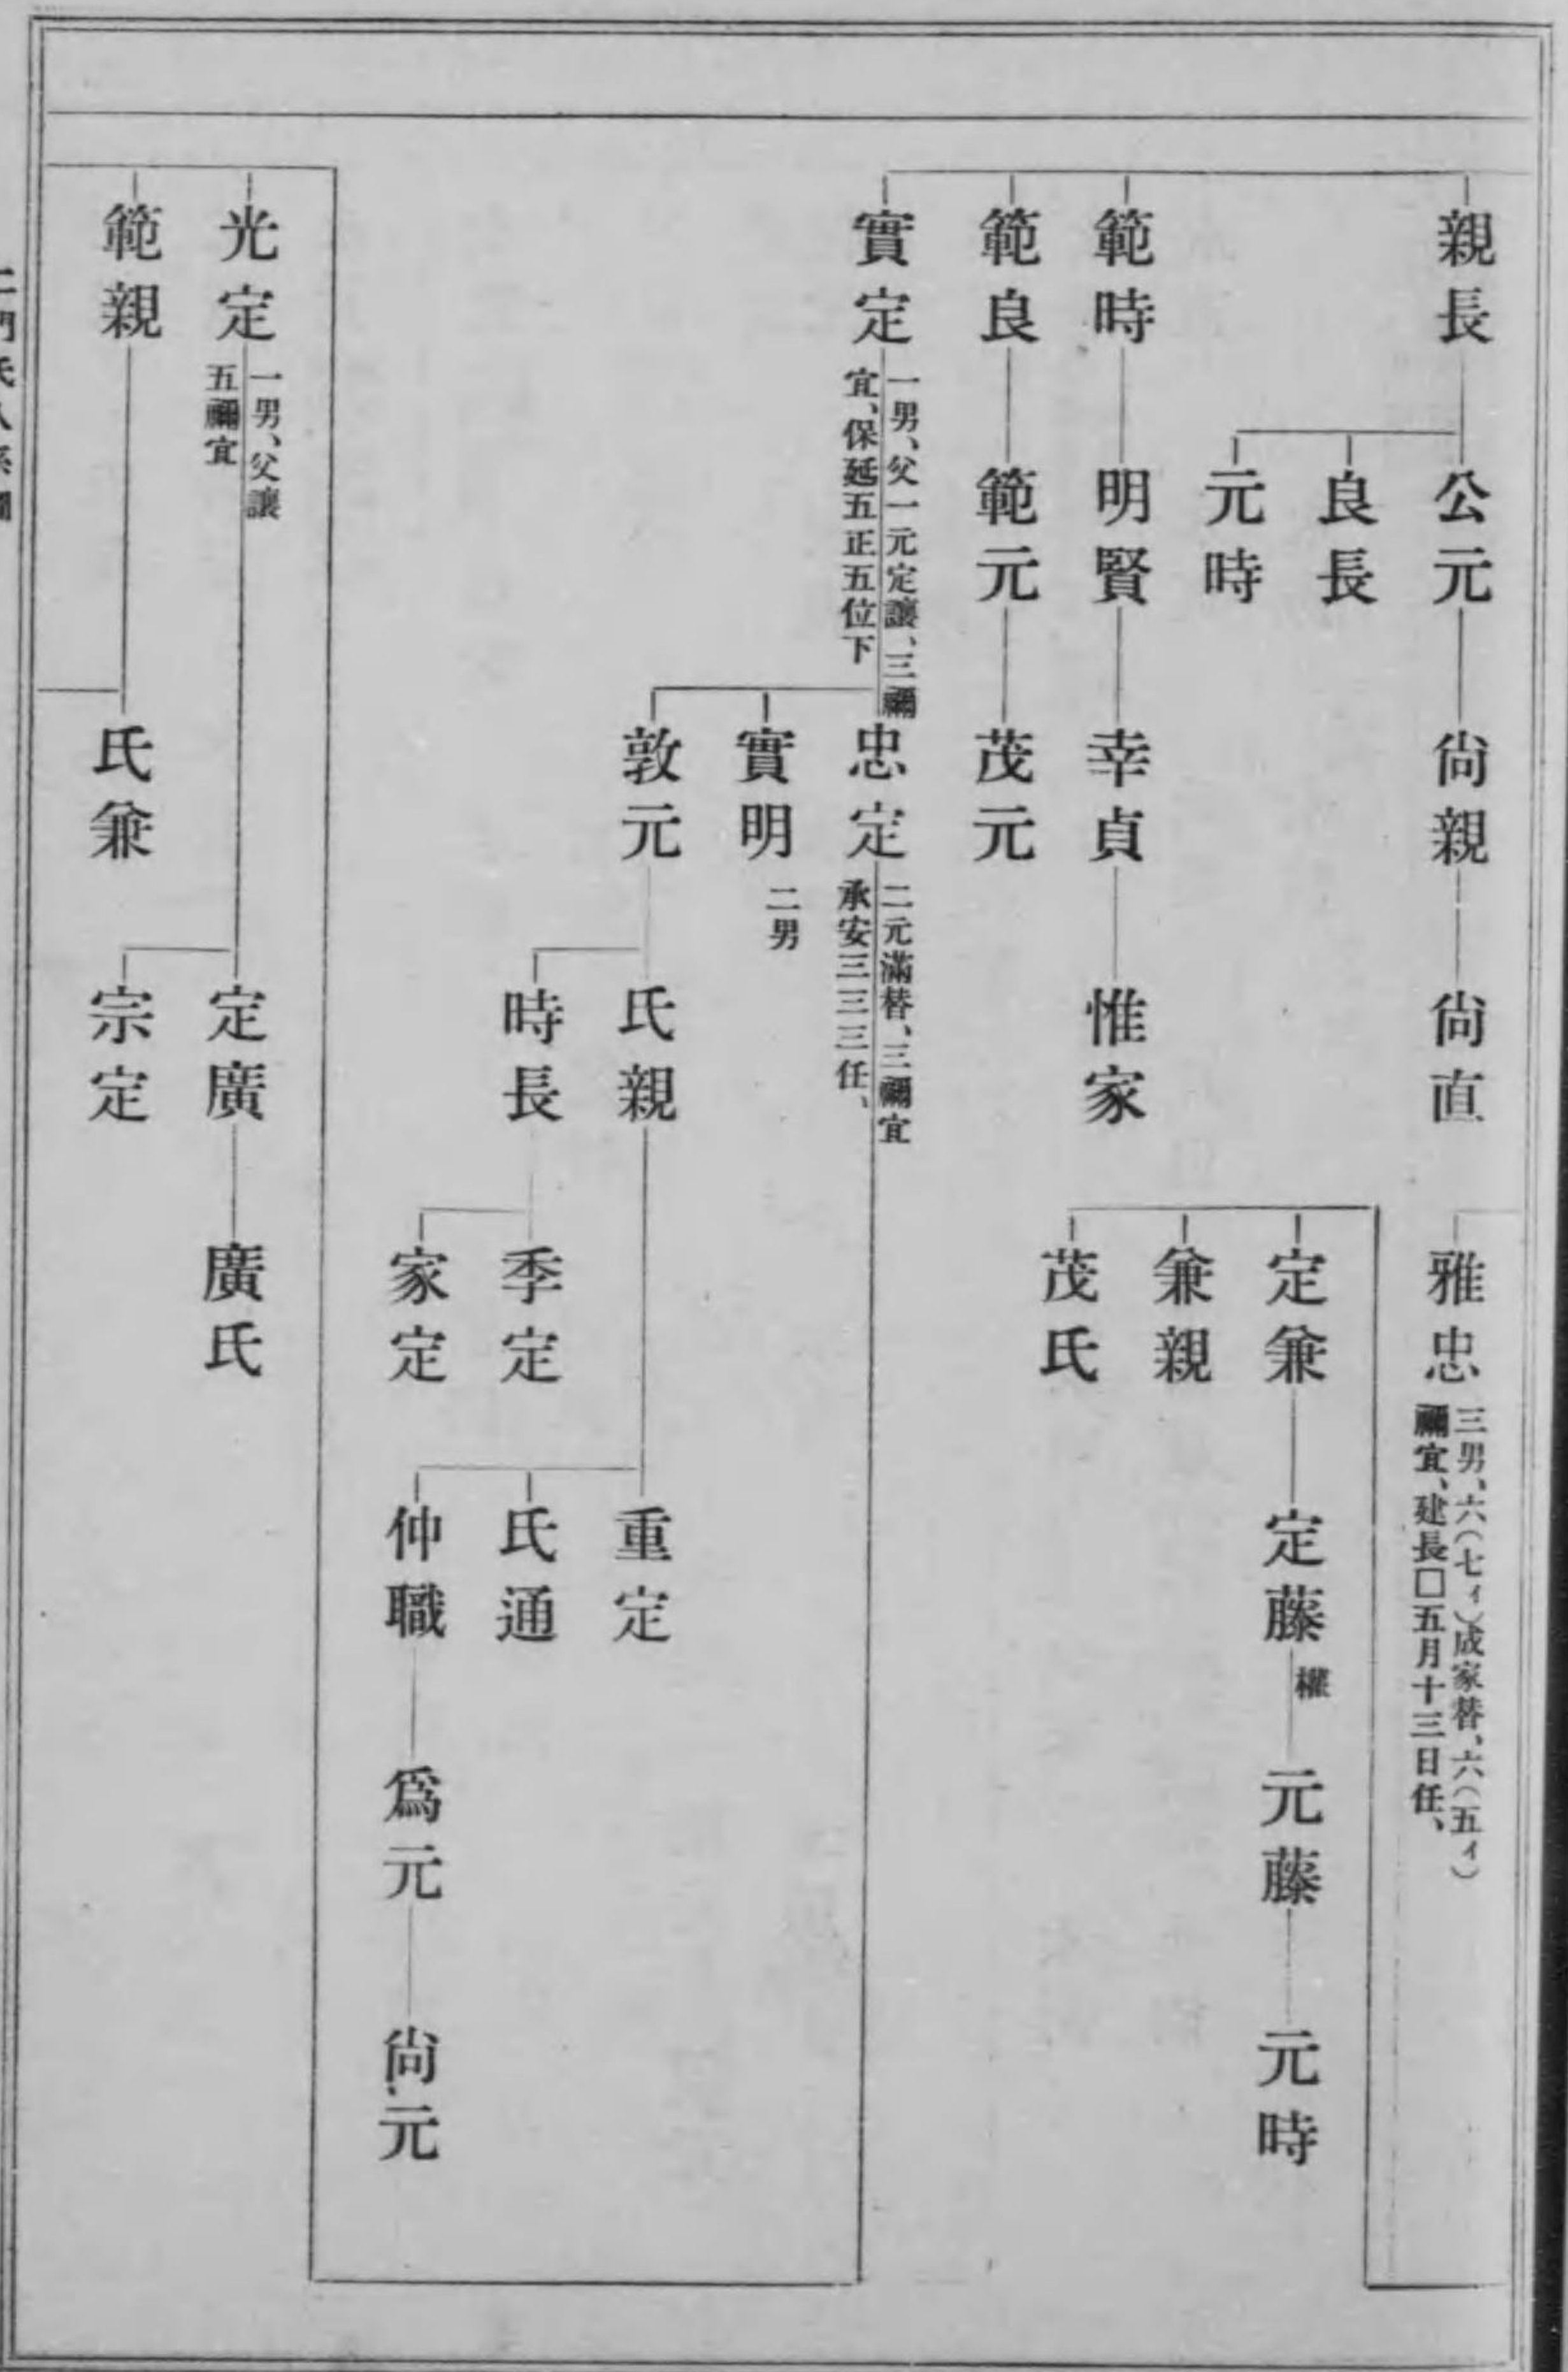 親長
公元
尙親
尙直
雅忠
三男、六(七イ)成家替、六(五イ)
禰宜、建長□五月十三日任、
良長
元時
定兼
定藤
權
元藤
元時
範時
明賢
幸貞
惟家
兼親
茂氏
範良
範元
茂元
實定
一男、父一元定讓、三禰
宜、保延五正五位下
忠定
二元滿替、三禰宜
承安三三三任、
實明
二男
敦元
氏親
重定
時長
季定
氏通
家定
仲職
爲元
尙元
光定
一男、父讓
五禰宜
定廣
廣氏
宗定
範親
氏兼